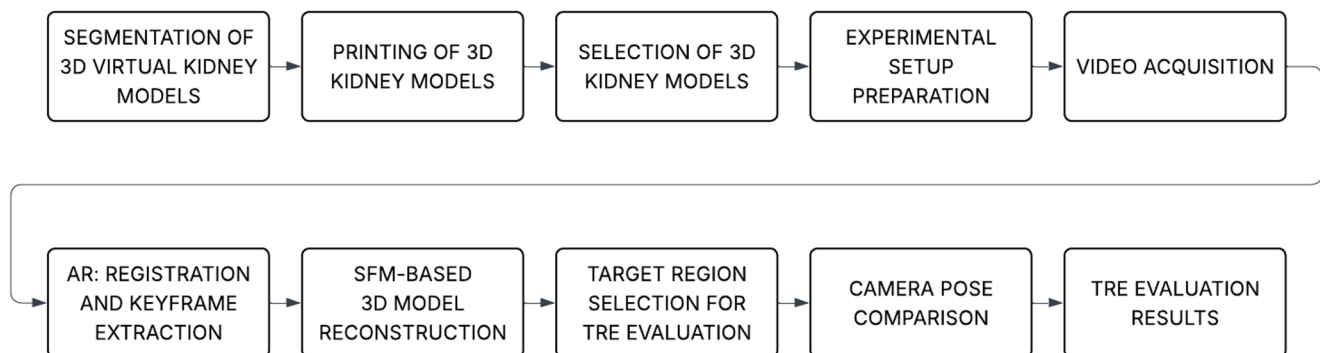 SEGMENTATION OF
3D VIRTUAL KIDNEY
MODELS
PRINTING OF 3D
KIDNEY MODELS
SELECTION OF 3D
KIDNEY MODELS
EXPERIMENTAL
SETUP
PREPARATION
VIDEO ACQUISITION
AR: REGISTRATION
AND KEYFRAME
EXTRACTION
SFM-BASED
3D MODEL
RECONSTRUCTION
TARGET REGION
SELECTION FOR
TRE EVALUATION
CAMERA POSE
COMPARISON
TRE EVALUATION
RESULTS